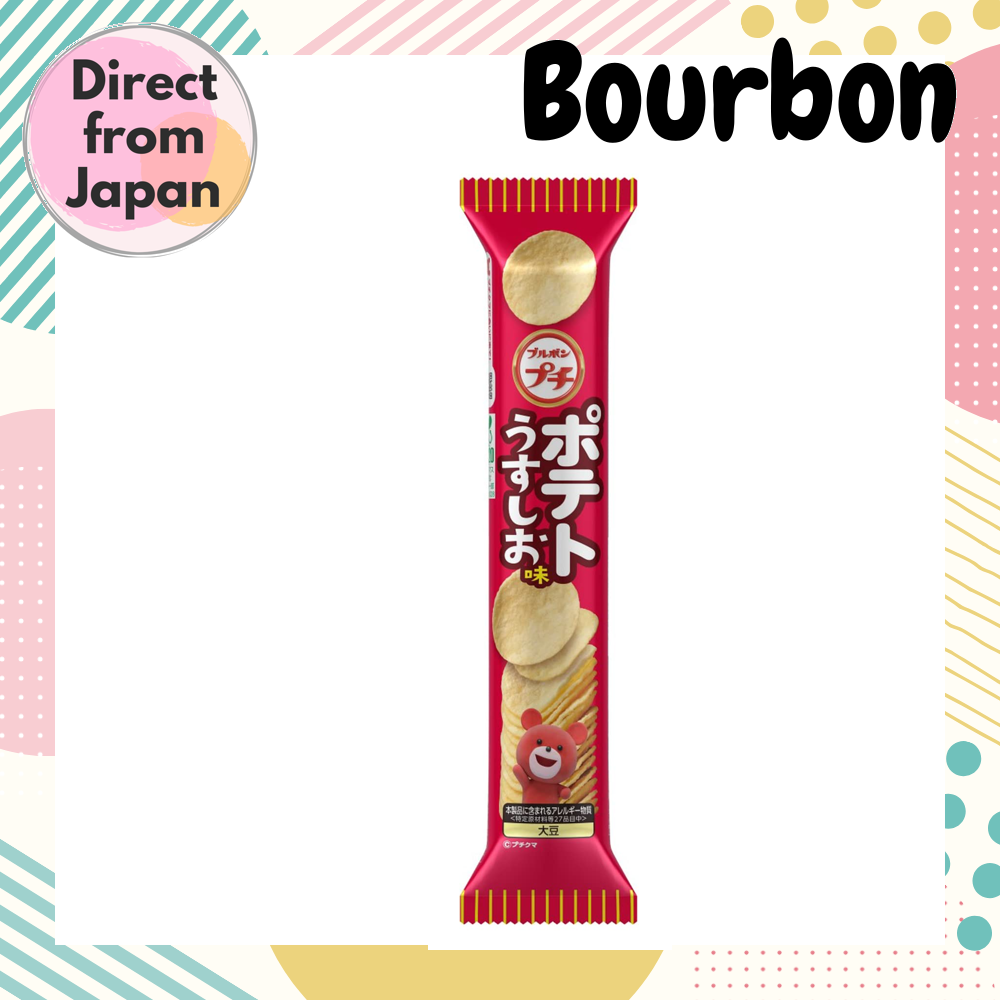 Direct
from
Japan
Bourbon
ブルボン
プチ
ポテト
うすしお味
本製品に含まれるアレルギー物質
<特定原材料等27品目中>
大豆
©プチクマ